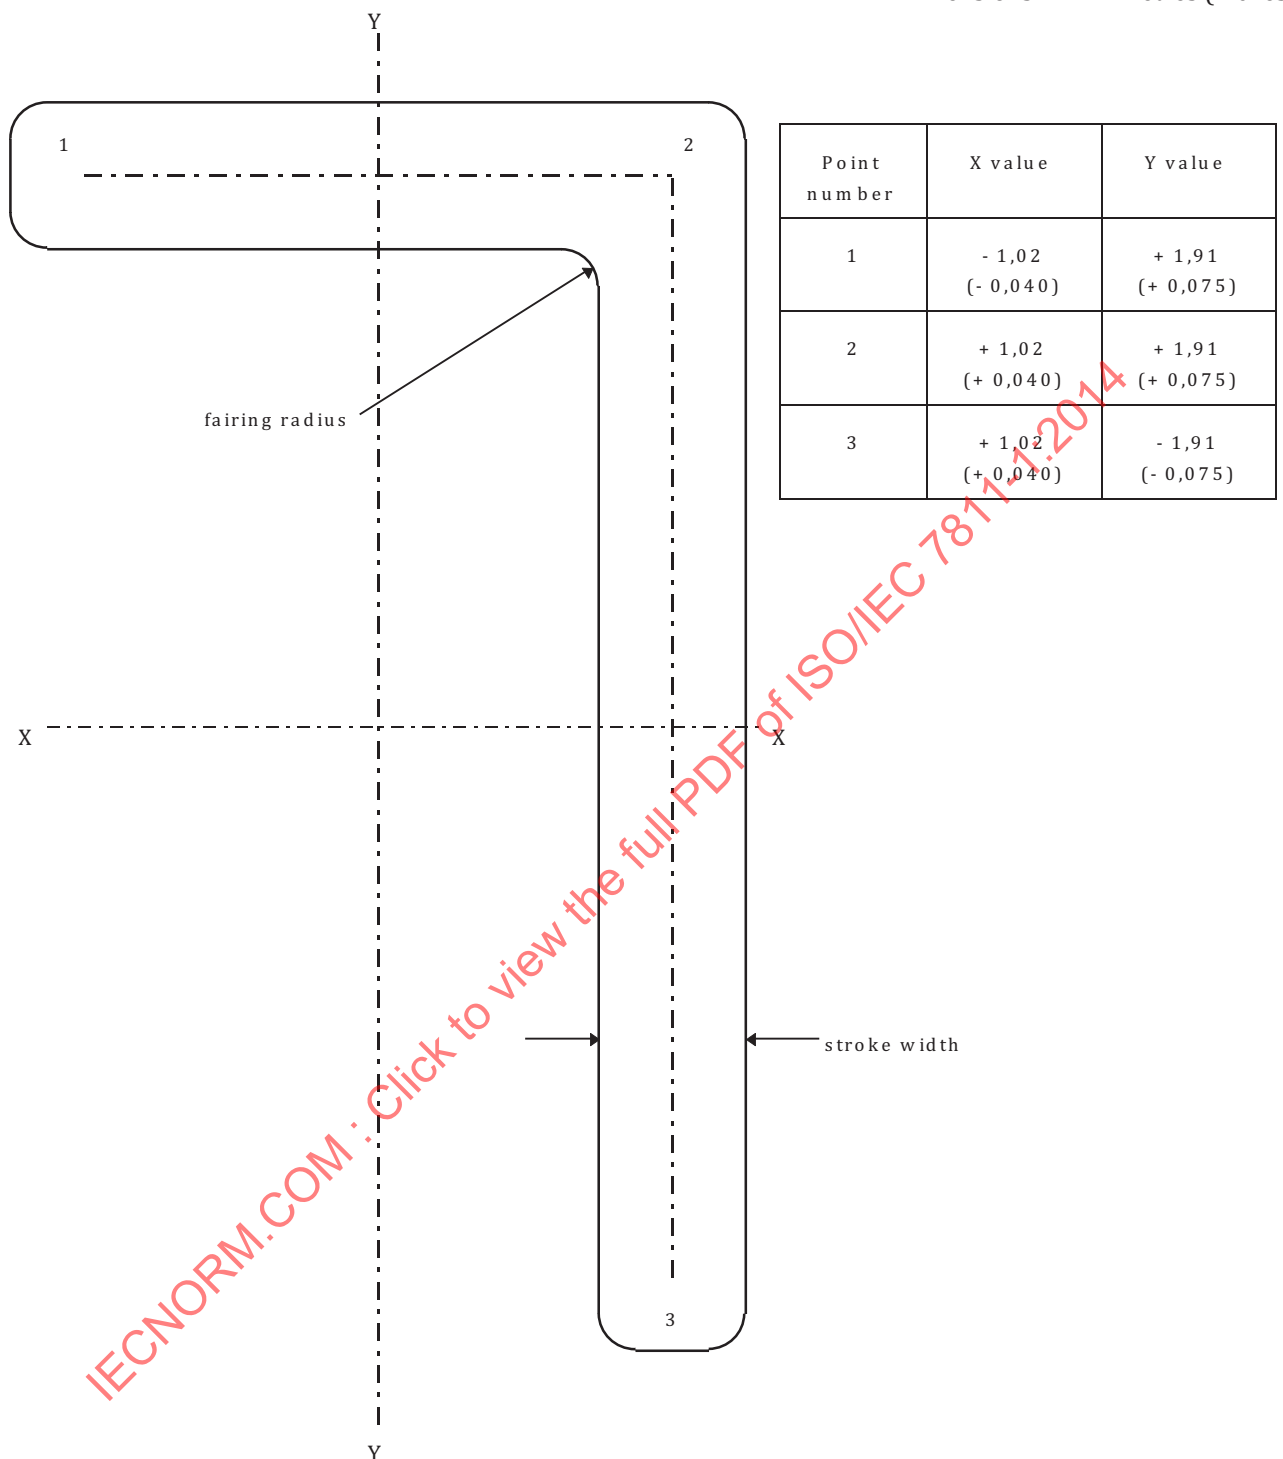 Y
1
2
Point number
X value
Y value
1
- 1,02
(- 0,040)
+ 1,91
(+ 0,075)
2
+ 1,02
(+ 0,040)
+ 1,91
(+ 0,075)
3
+ 1,02
(+ 0,040)
- 1,91
(- 0,075)
fairing radius
X
X
stroke width
3
Y
IECNORM.COM : Click to view the full PDF of ISO/IEC 7811-1:2014